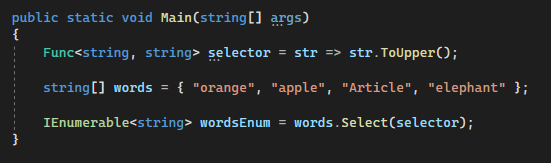 public static void Main(string[] args)
{
    Func<string, string> selector = str => str.ToUpper();
    string[] words = { "orange", "apple", "Article", "elephant" };
    IEnumerable<string> wordsEnum = words.Select(selector);
}